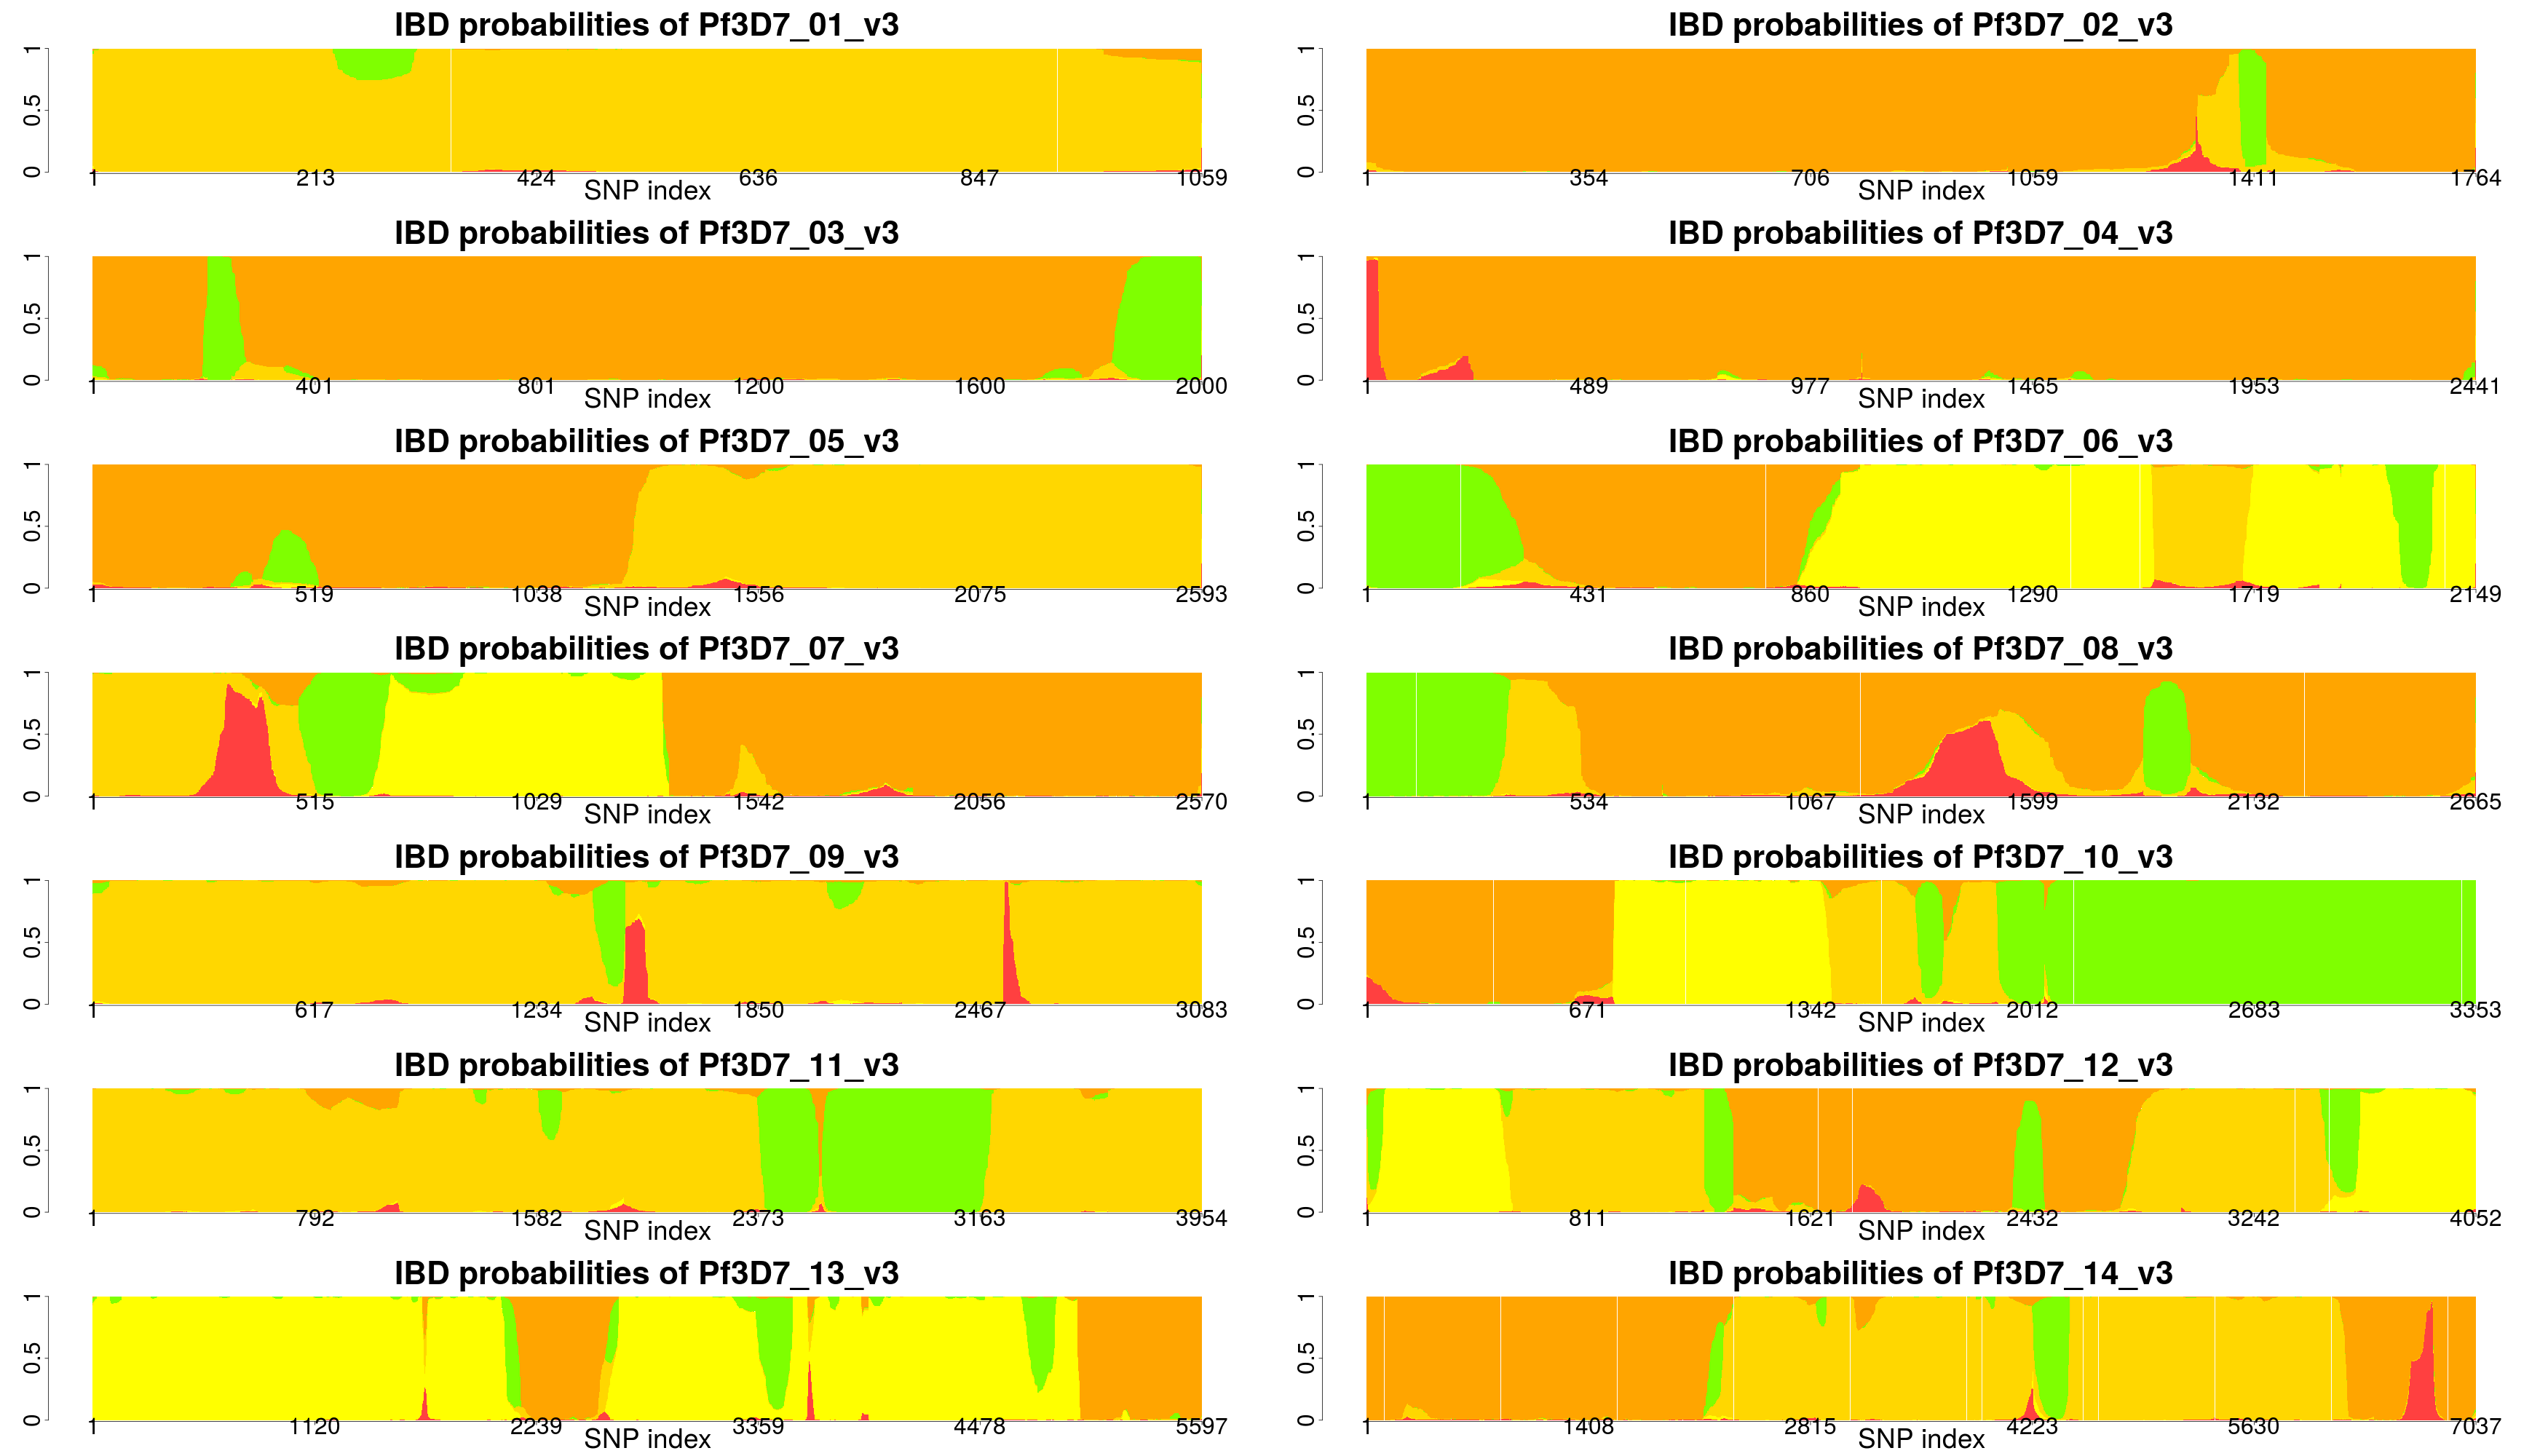 IBD probabilities of Pf3D7_01_v3
0 0.5 1
1 213 424 636 847 1059
SNP index
IBD probabilities of Pf3D7_02_v3
0 0.5 1
1 354 706 1059 1411 1764
SNP index
IBD probabilities of Pf3D7_03_v3
0 0.5 1
1 401 801 1200 1600 2000
SNP index
IBD probabilities of Pf3D7_04_v3
0 0.5 1
1 489 977 1465 1953 2441
SNP index
IBD probabilities of Pf3D7_05_v3
0 0.5 1
1 519 1038 1556 2075 2593
SNP index
IBD probabilities of Pf3D7_06_v3
0 0.5 1
1 431 860 1290 1719 2149
SNP index
IBD probabilities of Pf3D7_07_v3
0 0.5 1
1 515 1029 1542 2056 2570
SNP index
IBD probabilities of Pf3D7_08_v3
0 0.5 1
1 534 1067 1599 2132 2665
SNP index
IBD probabilities of Pf3D7_09_v3
0 0.5 1
1 617 1234 1850 2467 3083
SNP index
IBD probabilities of Pf3D7_10_v3
0 0.5 1
1 671 1342 2012 2683 3353
SNP index
IBD probabilities of Pf3D7_11_v3
0 0.5 1
1 792 1582 2373 3163 3954
SNP index
IBD probabilities of Pf3D7_12_v3
0 0.5 1
1 811 1621 2432 3242 4052
SNP index
IBD probabilities of Pf3D7_13_v3
0 0.5 1
1 1120 2239 3359 4478 5597
SNP index
IBD probabilities of Pf3D7_14_v3
0 0.5 1
1 1408 2815 4223 5630 7037
SNP index